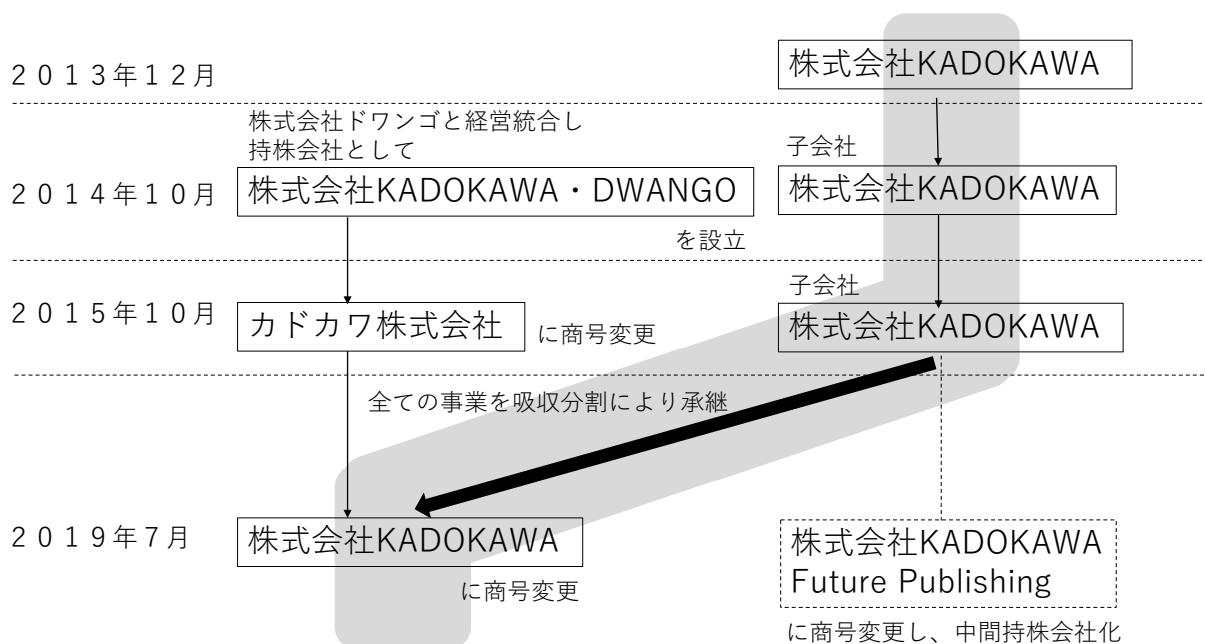 ２０１３年１２月
株式会社KADOKAWA
株式会社ドワンゴと経営統合し
持株会社として
子会社
２０１４年１０月
株式会社KADOKAWA・DWANGO
株式会社KADOKAWA
を設立
子会社
２０１５年１０月
カドカワ株式会社
に商号変更
株式会社KADOKAWA
全ての事業を吸収分割により承継
２０１９年７月
株式会社KADOKAWA
に商号変更
株式会社KADOKAWA
Future Publishing
に商号変更し、中間持株会社化